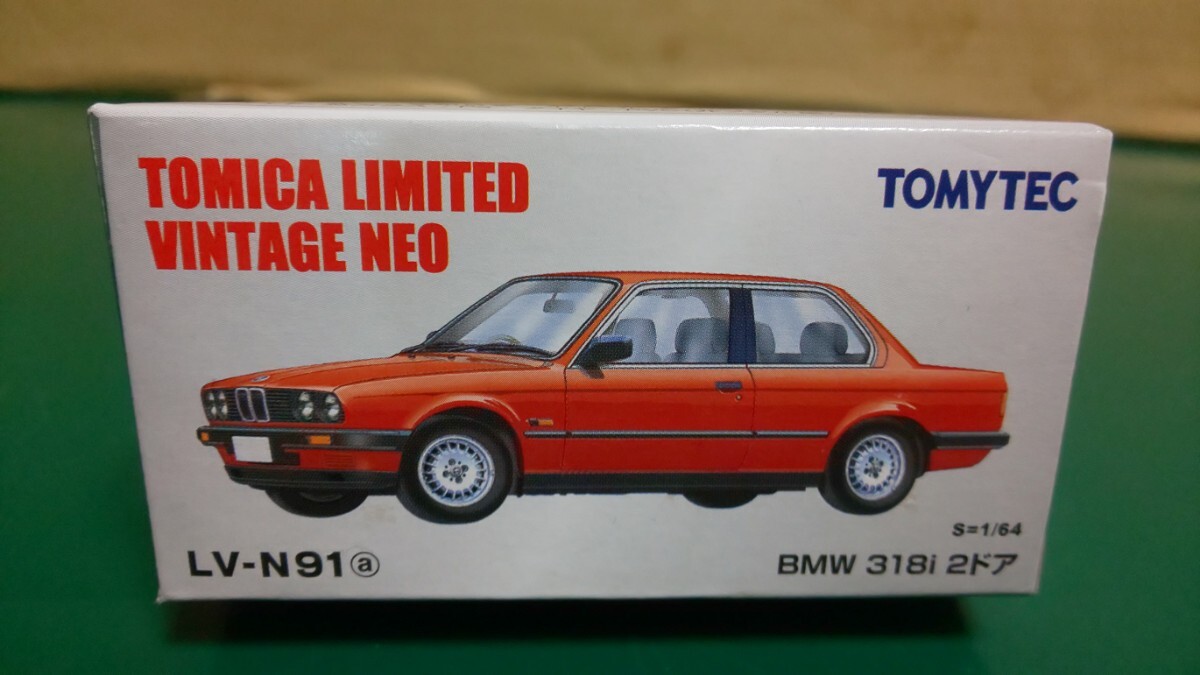 TOMICA LIMITED
VINTAGE NEO
TOMYTEC
S=1/64
LV-N91ⓐ
BMW 318i 2ドア